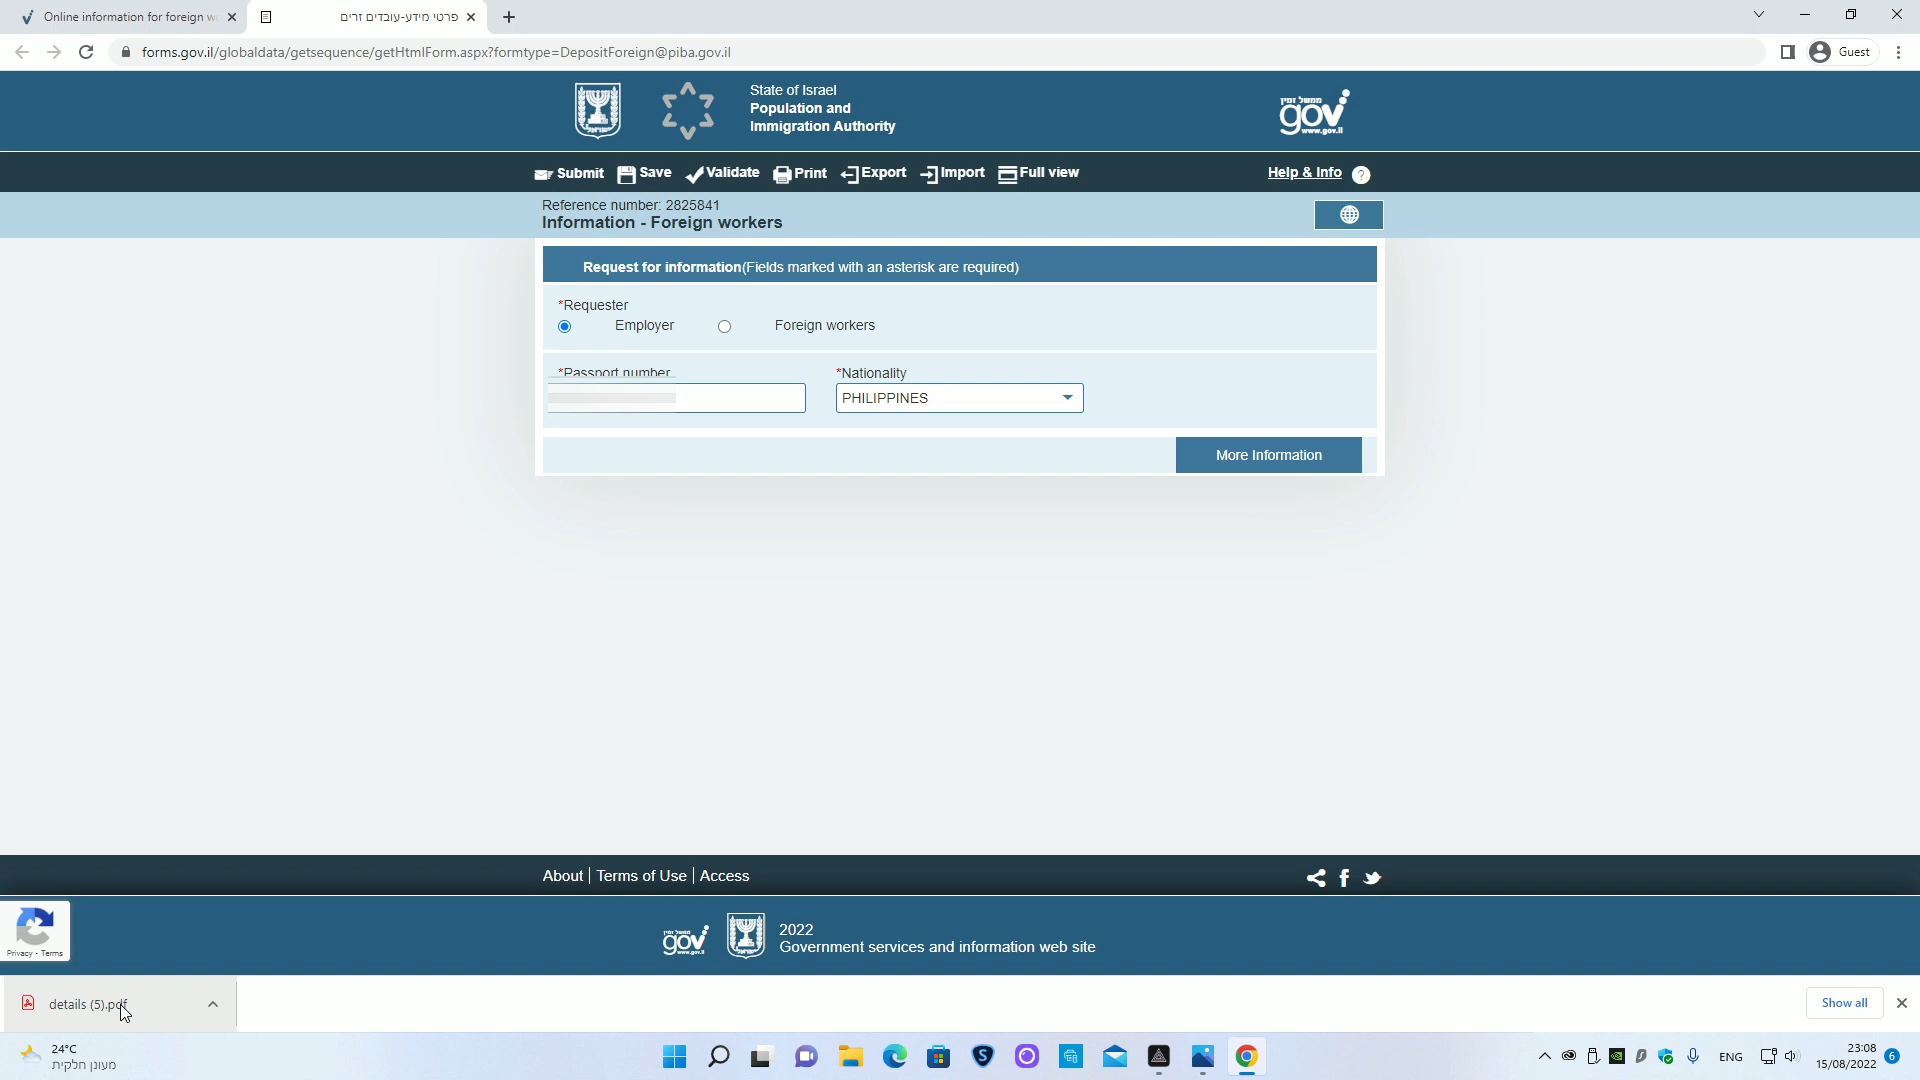 Online information for foreign w
פרטי מידע-עובדים זרים
forms.gov.il/globaldata/getsequence/getHtmlForm.aspx?formtype=DepositForeign@piba.gov.il
Guest
State of Israel
Population and
Immigration Authority
ממשל זמין
gov
www.gov.il
Submit Save Validate Print Export Import Full view
Help & Info ?
Reference number: 2825841
Information - Foreign workers
Request for information(Fields marked with an asterisk are required)
*Requester
Employer Foreign workers
*Passport number *Nationality
PHILIPPINES
More Information
About Terms of Use Access
Privacy - Terms
ממשל זמין
gov
www.gov.il
2022
Government services and information web site
details (5).pdf
Show all
24°C
מעונן חלקית
ENG
23:08
15/08/2022
6